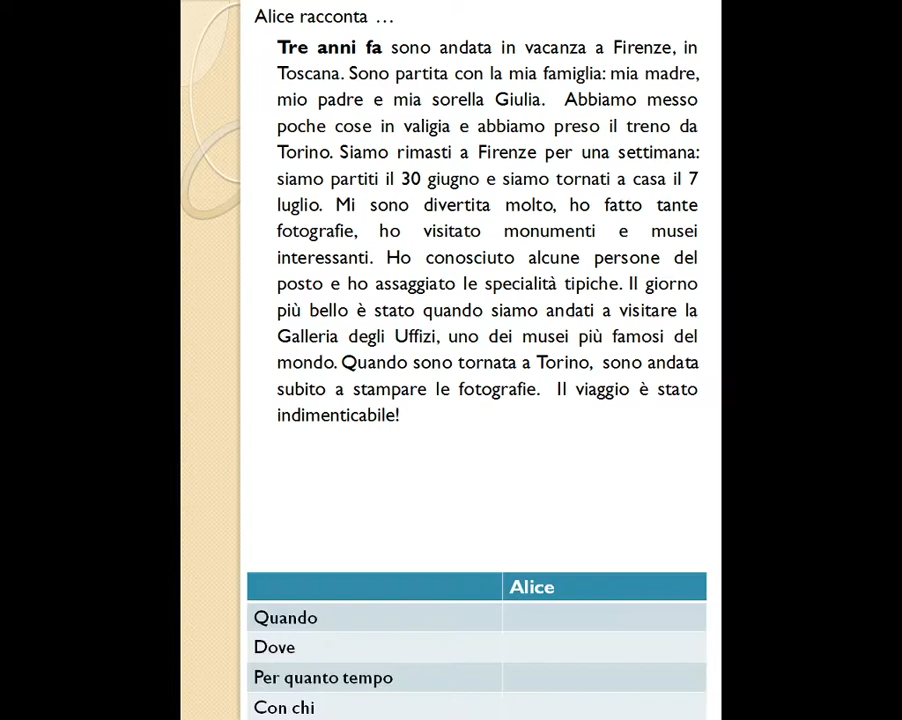 Alice racconta …
Tre anni fa sono andata in vacanza a Firenze, in
Toscana. Sono partita con la mia famiglia: mia madre,
mio padre e mia sorella Giulia. Abbiamo messo
poche cose in valigia e abbiamo preso il treno da
Torino. Siamo rimasti a Firenze per una settimana:
siamo partiti il 30 giugno e siamo tornati a casa il 7
luglio. Mi sono divertita molto, ho fatto tante
fotografie, ho visitato monumenti e musei
interessanti. Ho conosciuto alcune persone del
posto e ho assaggiato le specialità tipiche. Il giorno
più bello è stato quando siamo andati a visitare la
Galleria degli Uffizi, uno dei musei più famosi del
mondo. Quando sono tornata a Torino, sono andata
subito a stampare le fotografie. Il viaggio è stato
indimenticabile!
Alice
Quando
Dove
Per quanto tempo
Con chi